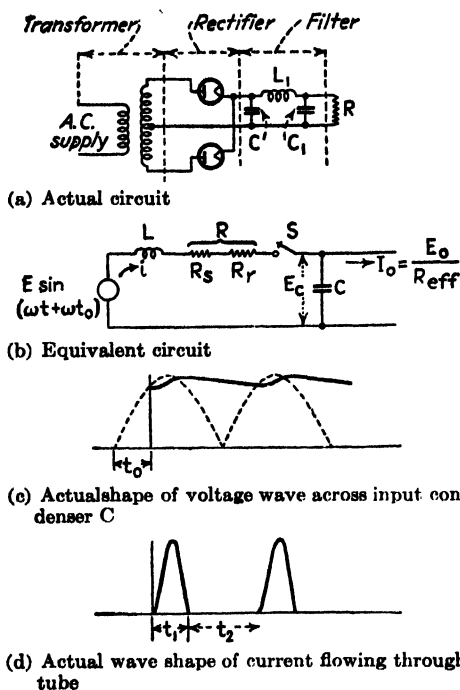 Transformer Rectifier Filter
L₁
A.C. supply
C' C₁
R
(a) Actual circuit
L R S
i Rs Rr
E sin (ωt+ωt₀)
Ec C
I₀ = E₀ / Reff
(b) Equivalent circuit
t₀
(c) Actualshape of voltage wave across input con
denser C
t₁ t₂
(d) Actual wave shape of current flowing through
tube